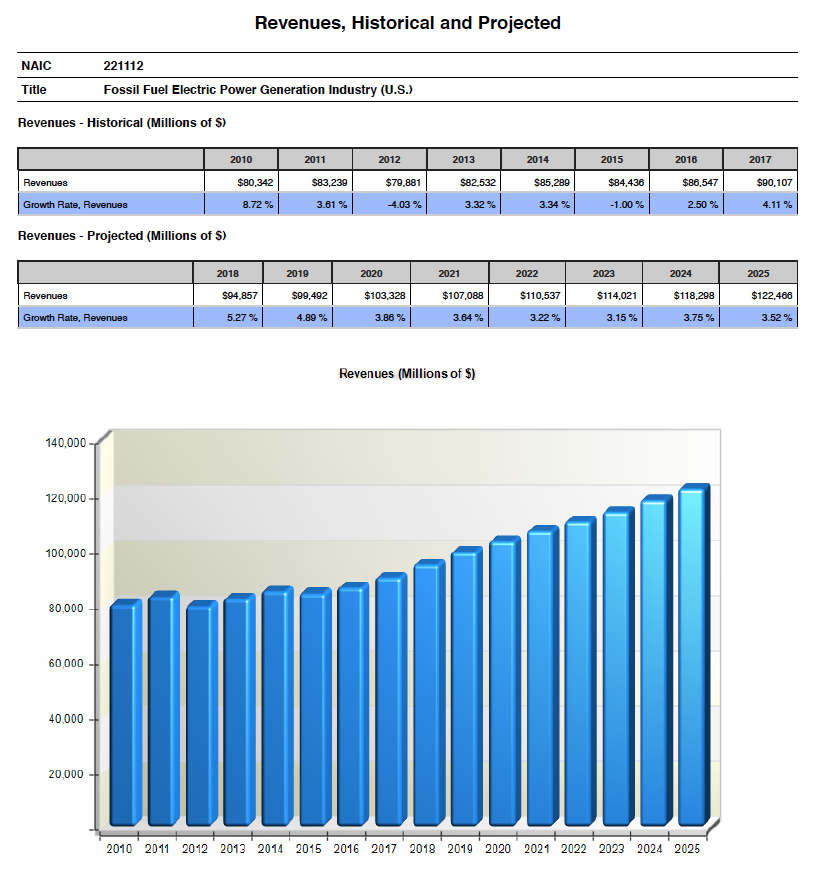 Revenues, Historical and Projected
NAIC 221112
Title Fossil Fuel Electric Power Generation Industry (U.S.)
Revenues - Historical (Millions of $)
2010 2011 2012 2013 2014 2015 2016 2017
Revenues $80,342 $83,239 $79,881 $82,532 $85,289 $84,436 $86,547 $90,107
Growth Rate, Revenues 8.72 % 3.61 % -4.03 % 3.32 % 3.34 % -1.00 % 2.50 % 4.11 %
Revenues - Projected (Millions of $)
2018 2019 2020 2021 2022 2023 2024 2025
Revenues $94,857 $99,492 $103,328 $107,088 $110,537 $114,021 $118,298 $122,466
Growth Rate, Revenues 5.27 % 4.89 % 3.86 % 3.64 % 3.22 % 3.15 % 3.75 % 3.52 %
Revenues (Millions of $)
140,000
120,000
100,000
80,000
60,000
40,000
20,000
2010 2011 2012 2013 2014 2015 2016 2017 2018 2019 2020 2021 2022 2023 2024 2025